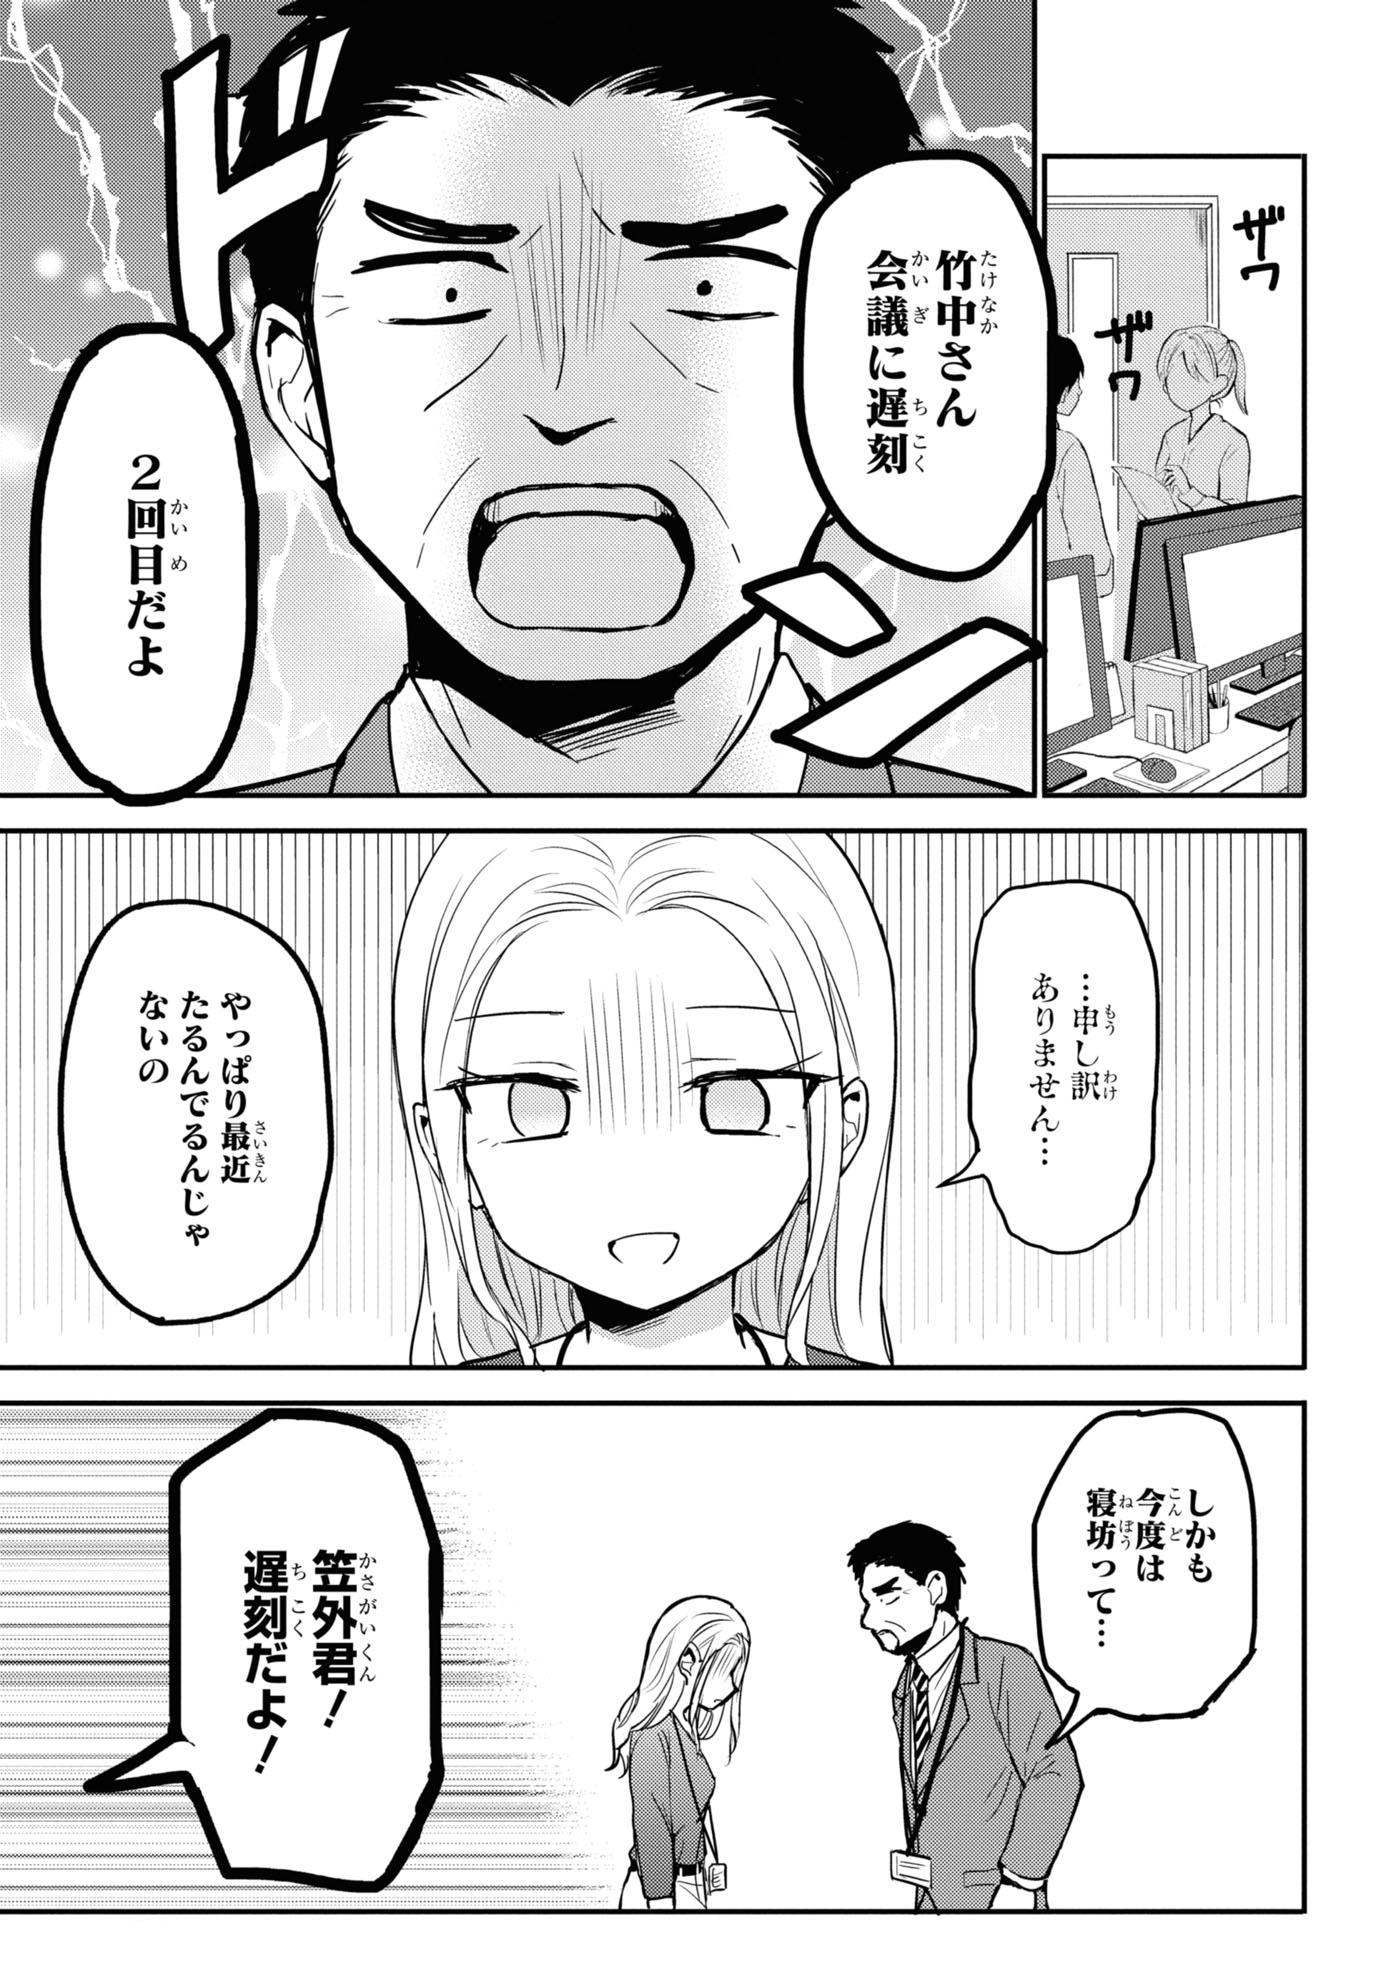 ザワ
ザワ
竹中さん
会議に遅刻
2回目だよ
ドーン
…申し訳
ありません…
やっぱり最近
たるんでるんじゃ
ないの
しかも
今度は
寝坊って…
笠外君!
遅刻だよ!